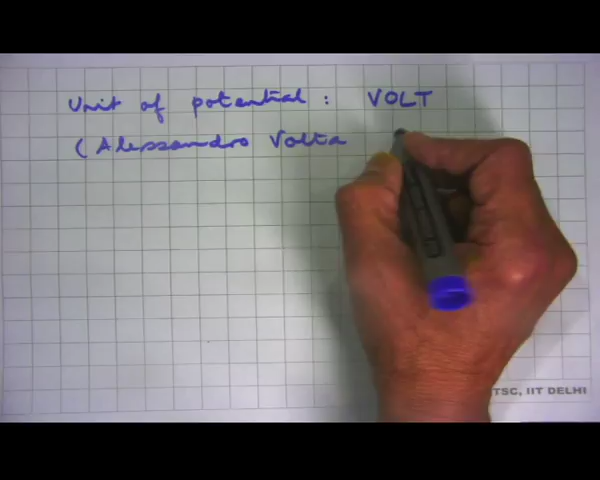 Unit of potential : VOLT
(Alessandro Volta
TSC, IIT DELHI